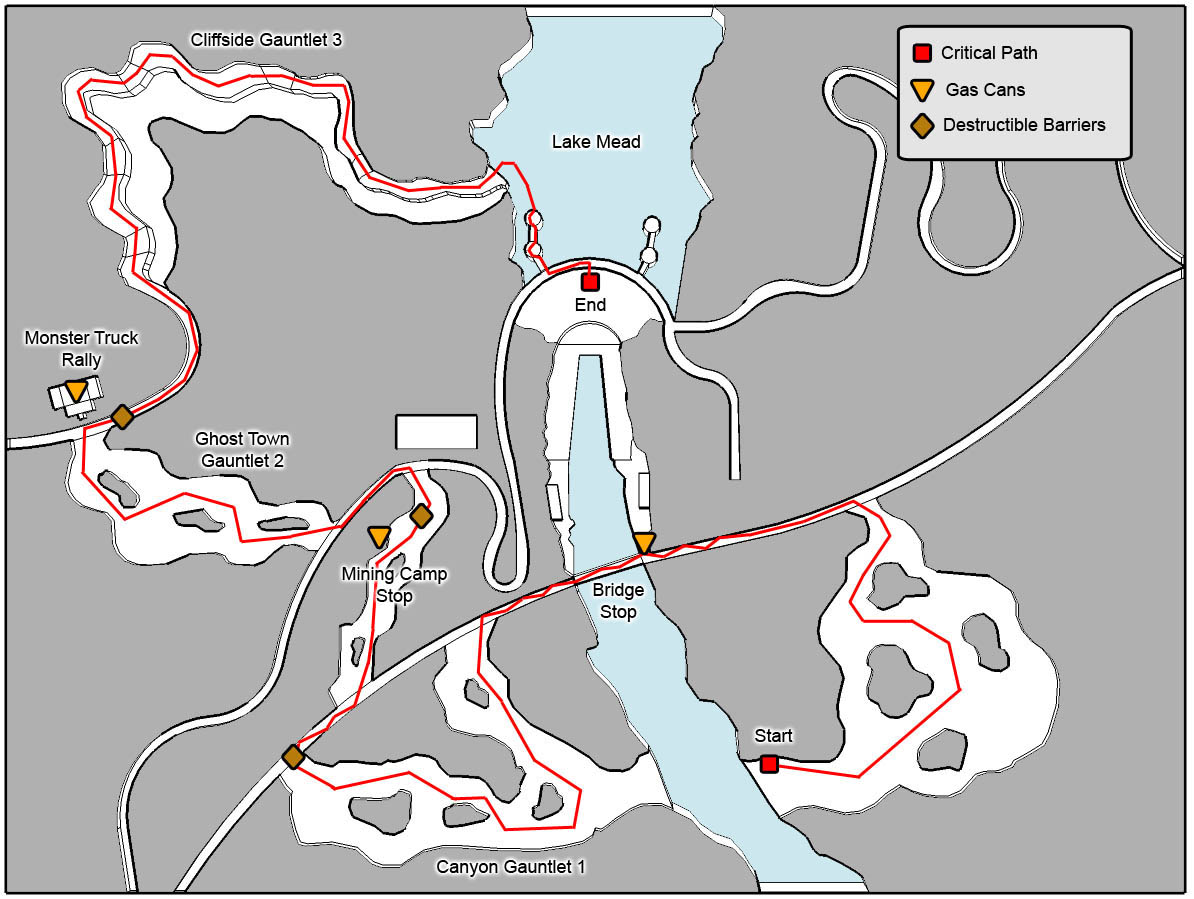 Cliffside Gauntlet 3
Critical Path
Gas Cans
Destructible Barriers
Lake Mead
End
Monster Truck
Rally
Ghost Town
Gauntlet 2
Mining Camp
Stop
Bridge
Stop
Start
Canyon Gauntlet 1